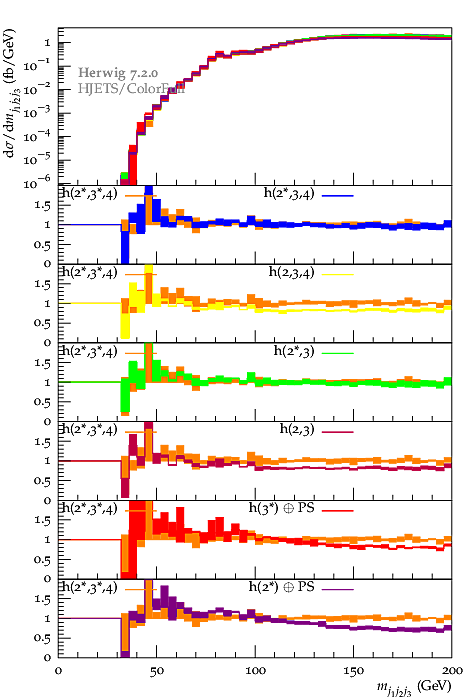 dσ/dm_{j1j2j3} (fb/GeV)
1
10⁻¹
10⁻²
10⁻³
10⁻⁴
10⁻⁵
10⁻⁶
Herwig 7.2.0
HJETS/ColorFull
h(2*,3*,4) h(2*,3,4)
1.5
1
0.5
0
h(2*,3*,4) h(2,3,4)
1.5
1
0.5
0
h(2*,3*,4) h(2*,3)
1.5
1
0.5
0
h(2*,3*,4) h(2,3)
1.5
1
0.5
0
h(2*,3*,4) h(3*) ⊕ PS
1.5
1
0.5
0
h(2*,3*,4) h(2*) ⊕ PS
1.5
1
0.5
0
0 50 100 150 200
m_{j1j2j3} (GeV)